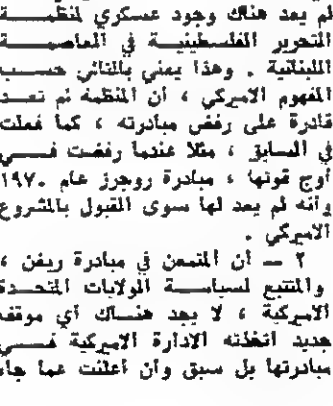 لم يعد هناك وجود عسكري لمنظمة
التحرير الفلسطينية في العاصمة
اللبنانية . وهذا يعني بالتالي حسب
المفهوم الاميركي ، أن المنظمة لم تعد
قادرة على رفض مبادرته ، كما فعلت
في السابق ، مثلا عندما رفضت في
أوج قوتها ، مبادرة روجرز عام ١٩٧٠
وانه لم يعد لها سوى القبول بالمشروع
الاميركي .
٢ — أن المتمعن في مبادرة ريغن ،
والمتتبع لسياسة الولايات المتحدة
الاميركية ، لا يجد هناك أي موقف
جديد اتخذته الادارة الاميركية في
مبادرتها بل سبق وان أعلنت عما جاء